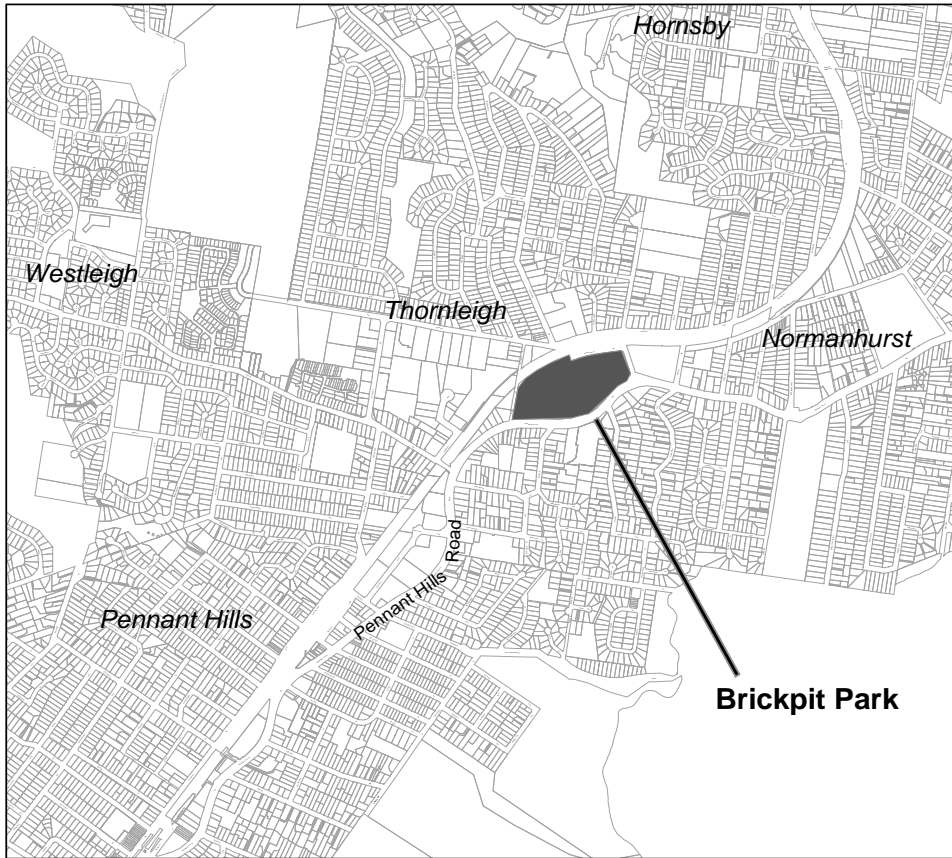 Hornsby
Westleigh
Thornleigh
Normanhurst
Pennant Hills Road
Pennant Hills
Brickpit Park